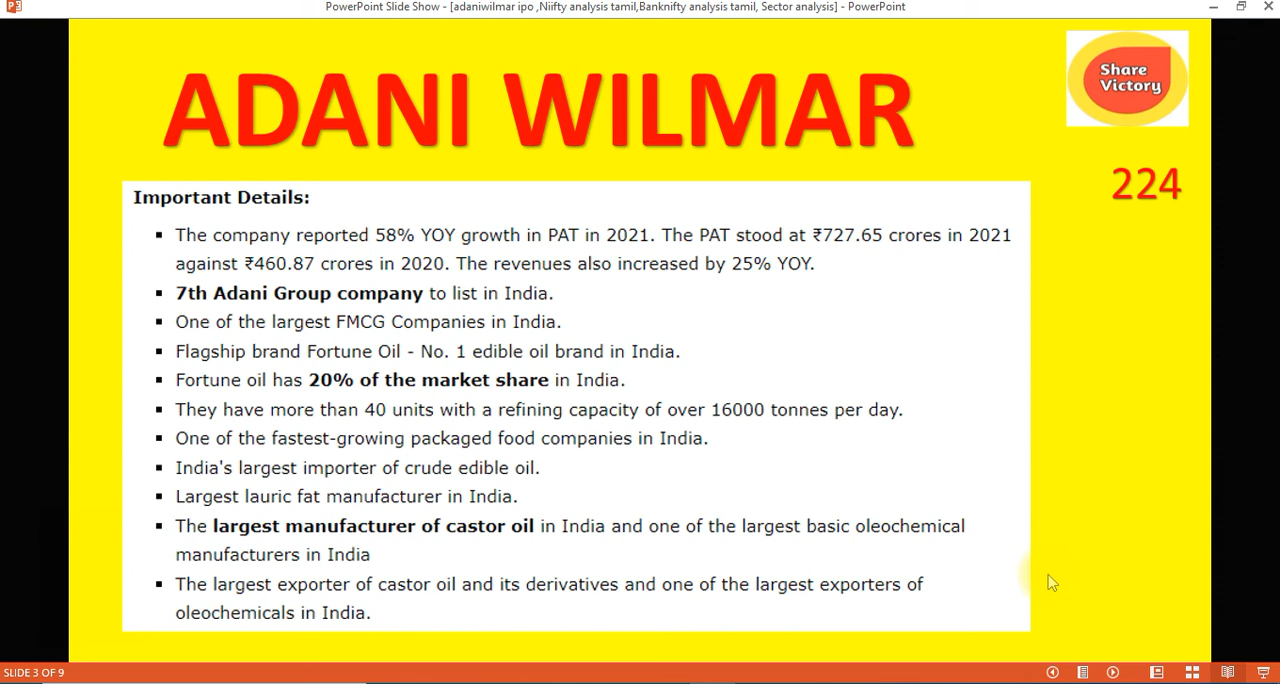 PowerPoint Slide Show - [adaniwilmar ipo ,Niifty analysis tamil,Banknifty analysis tamil, Sector analysis] - PowerPoint
ADANI WILMAR
Share
Victory
224
Important Details:
▪ The company reported 58% YOY growth in PAT in 2021. The PAT stood at ₹727.65 crores in 2021
against ₹460.87 crores in 2020. The revenues also increased by 25% YOY.
▪ 7th Adani Group company to list in India.
▪ One of the largest FMCG Companies in India.
▪ Flagship brand Fortune Oil - No. 1 edible oil brand in India.
▪ Fortune oil has 20% of the market share in India.
▪ They have more than 40 units with a refining capacity of over 16000 tonnes per day.
▪ One of the fastest-growing packaged food companies in India.
▪ India's largest importer of crude edible oil.
▪ Largest lauric fat manufacturer in India.
▪ The largest manufacturer of castor oil in India and one of the largest basic oleochemical
manufacturers in India
▪ The largest exporter of castor oil and its derivatives and one of the largest exporters of
oleochemicals in India.
SLIDE 3 OF 9